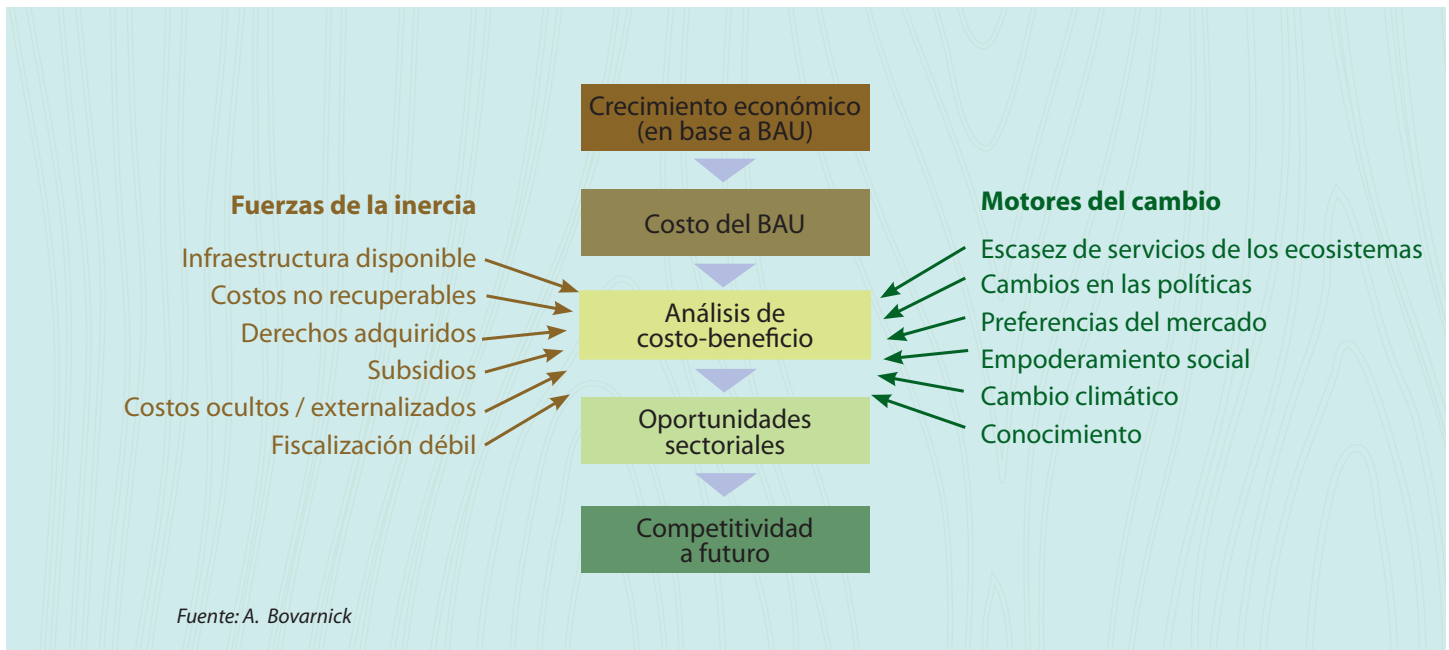 Crecimiento económico
(en base a BAU)
Costo del BAU
Análisis de
costo-beneficio
Oportunidades
sectoriales
Competitividad
a futuro
Fuerzas de la inercia
Infraestructura disponible
Costos no recuperables
Derechos adquiridos
Subsidios
Costos ocultos / externalizados
Fiscalización débil
Motores del cambio
Escasez de servicios de los ecosistemas
Cambios en las políticas
Preferencias del mercado
Empoderamiento social
Cambio climático
Conocimiento
Fuente: A. Bovarnick